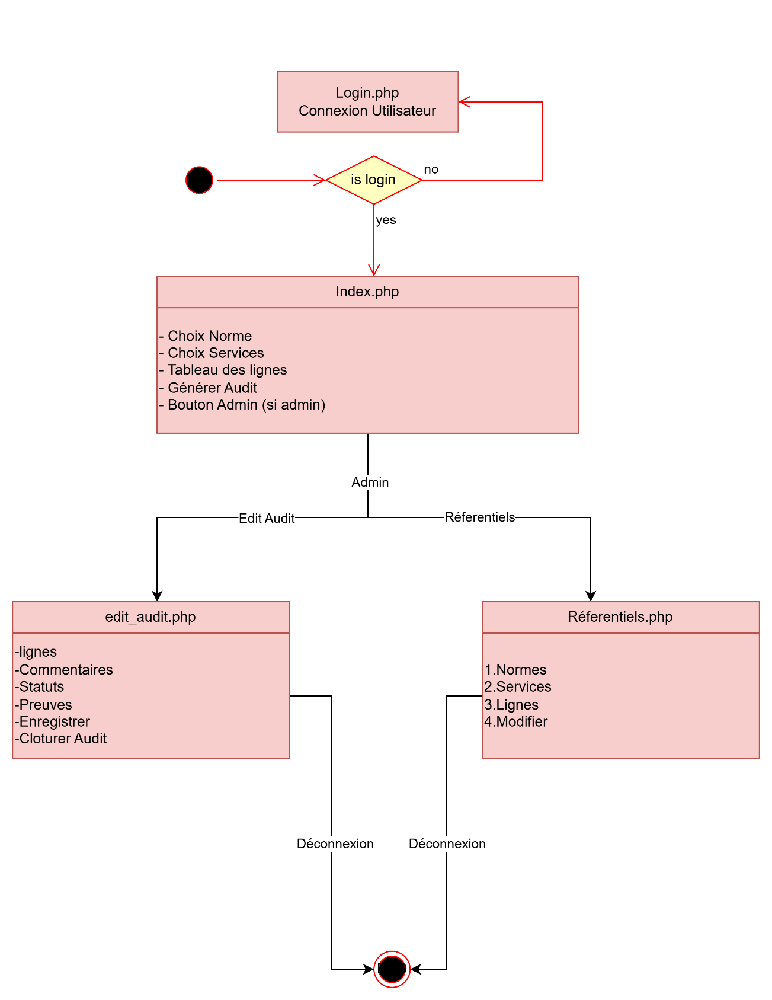 Login.php
Connexion Utilisateur
is login
no
yes
Index.php
- Choix Norme
- Choix Services
- Tableau des lignes
- Générer Audit
- Bouton Admin (si admin)
Admin
Edit Audit
Réferentiels
edit_audit.php
-lignes
-Commentaires
-Statuts
-Preuves
-Enregistrer
-Cloturer Audit
Réferentiels.php
1.Normes
2.Services
3.Lignes
4.Modifier
Déconnexion
Déconnexion